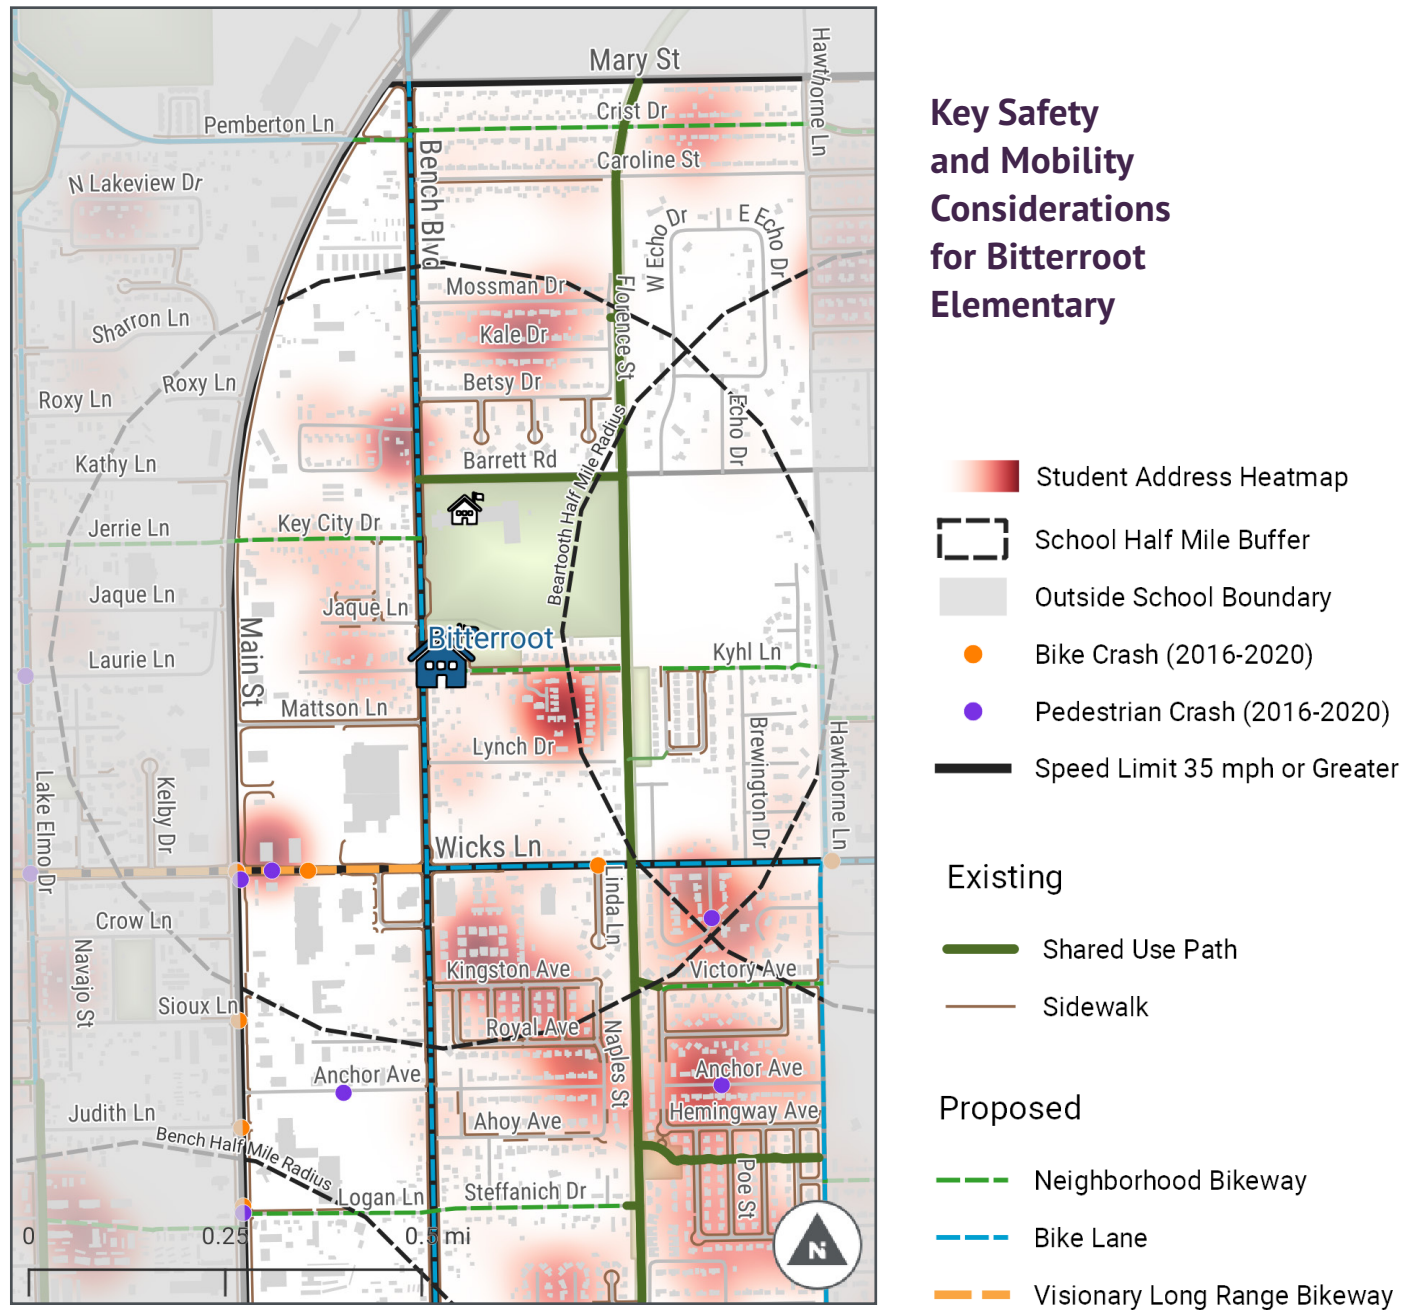 Key Safety
and Mobility
Considerations
for Bitterroot
Elementary
Student Address Heatmap
School Half Mile Buffer
Outside School Boundary
Bike Crash (2016-2020)
Pedestrian Crash (2016-2020)
Speed Limit 35 mph or Greater
Existing
Shared Use Path
Sidewalk
Proposed
Neighborhood Bikeway
Bike Lane
Visionary Long Range Bikeway
Mary St
Hawthorne Ln
Crist Dr
Pemberton Ln
Bench Blvd
Caroline St
N Lakeview Dr
W Echo Dr
E Echo Dr
Mossman Dr
Florence St
Sharron Ln
Kale Dr
Roxy Ln
Betsy Dr
Roxy Ln
Echo Dr
Kathy Ln
Barrett Rd
Beartooth Half Mile Radius
Jerrie Ln
Key City Dr
Jaque Ln
Jaque Ln
Main St
Bitterroot
Laurie Ln
Kyhl Ln
Mattson Ln
Lynch Dr
Brewington Dr
Hawthorne Ln
Lake Elmo Dr
Kelby Dr
Wicks Ln
Linda Ln
Crow Ln
Navajo St
Kingston Ave
Victory Ave
Sioux Ln
Royal Ave
Naples St
Anchor Ave
Anchor Ave
Judith Ln
Ahoy Ave
Hemingway Ave
Bench Half Mile Radius
Poe St
Logan Ln
Steffanich Dr
0
0.25
0.5 mi
N